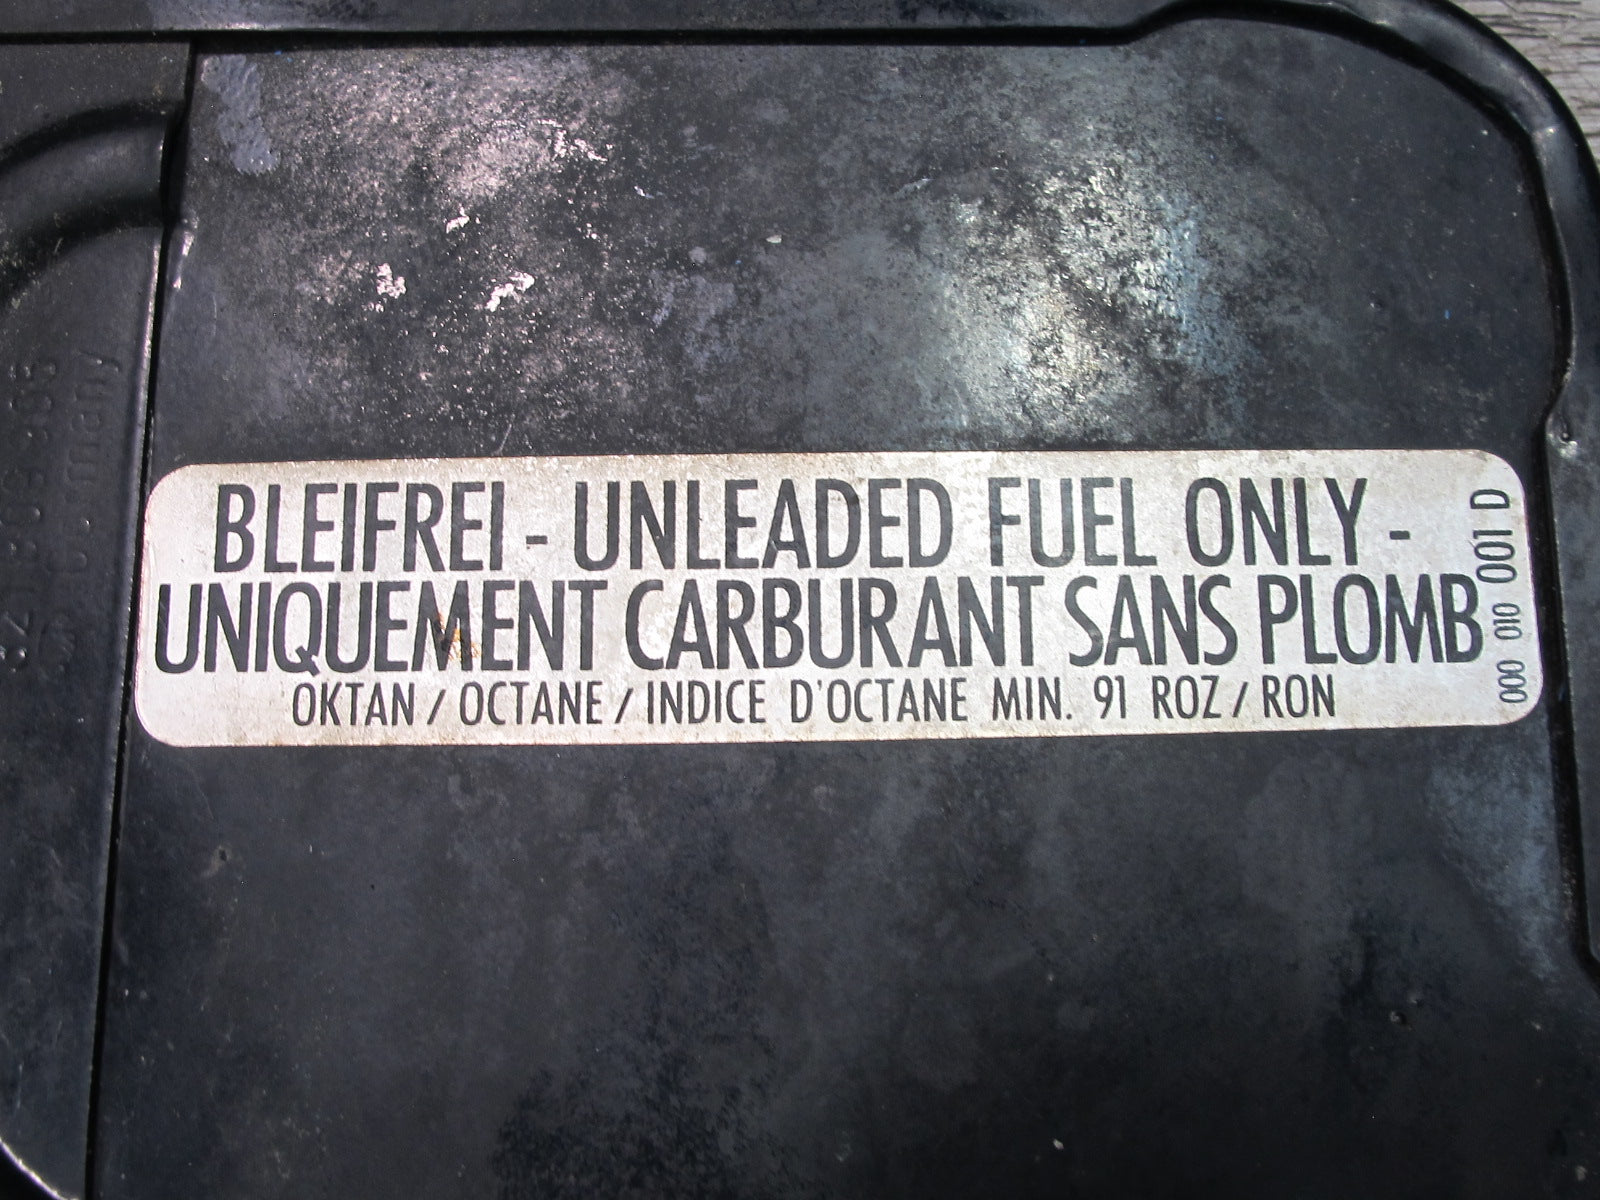 BLEIFREI - UNLEADED FUEL ONLY -
UNIQUEMENT CARBURANT SANS PLOMB
OKTAN / OCTANE / INDICE D'OCTANE MIN. 91 ROZ / RON
000 010 001 D